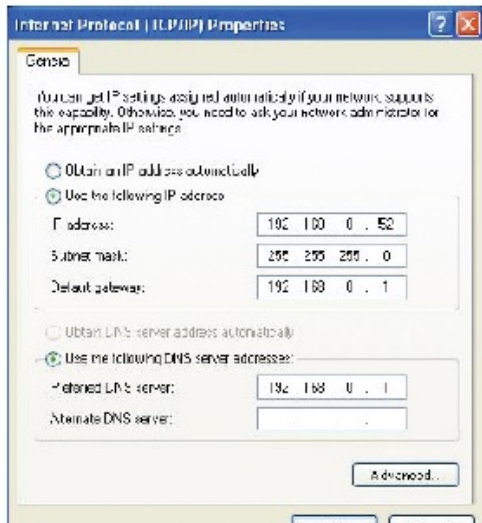 Internet Protocol (TCP/IP) Properties
General
You can get IP settings assigned automatically if your network supports
this capability. Otherwise, you need to ask your network administrator for
the appropriate IP settings.
Obtain an IP address automatically
Use the following IP address:
IP address: 192 . 168 . 0 . 52
Subnet mask: 255 . 255 . 255 . 0
Default gateway: 192 . 168 . 0 . 1
Obtain DNS server address automatically
Use the following DNS server addresses:
Preferred DNS server: 192 . 168 . 0 . 1
Alternate DNS server: . . .
Advanced...